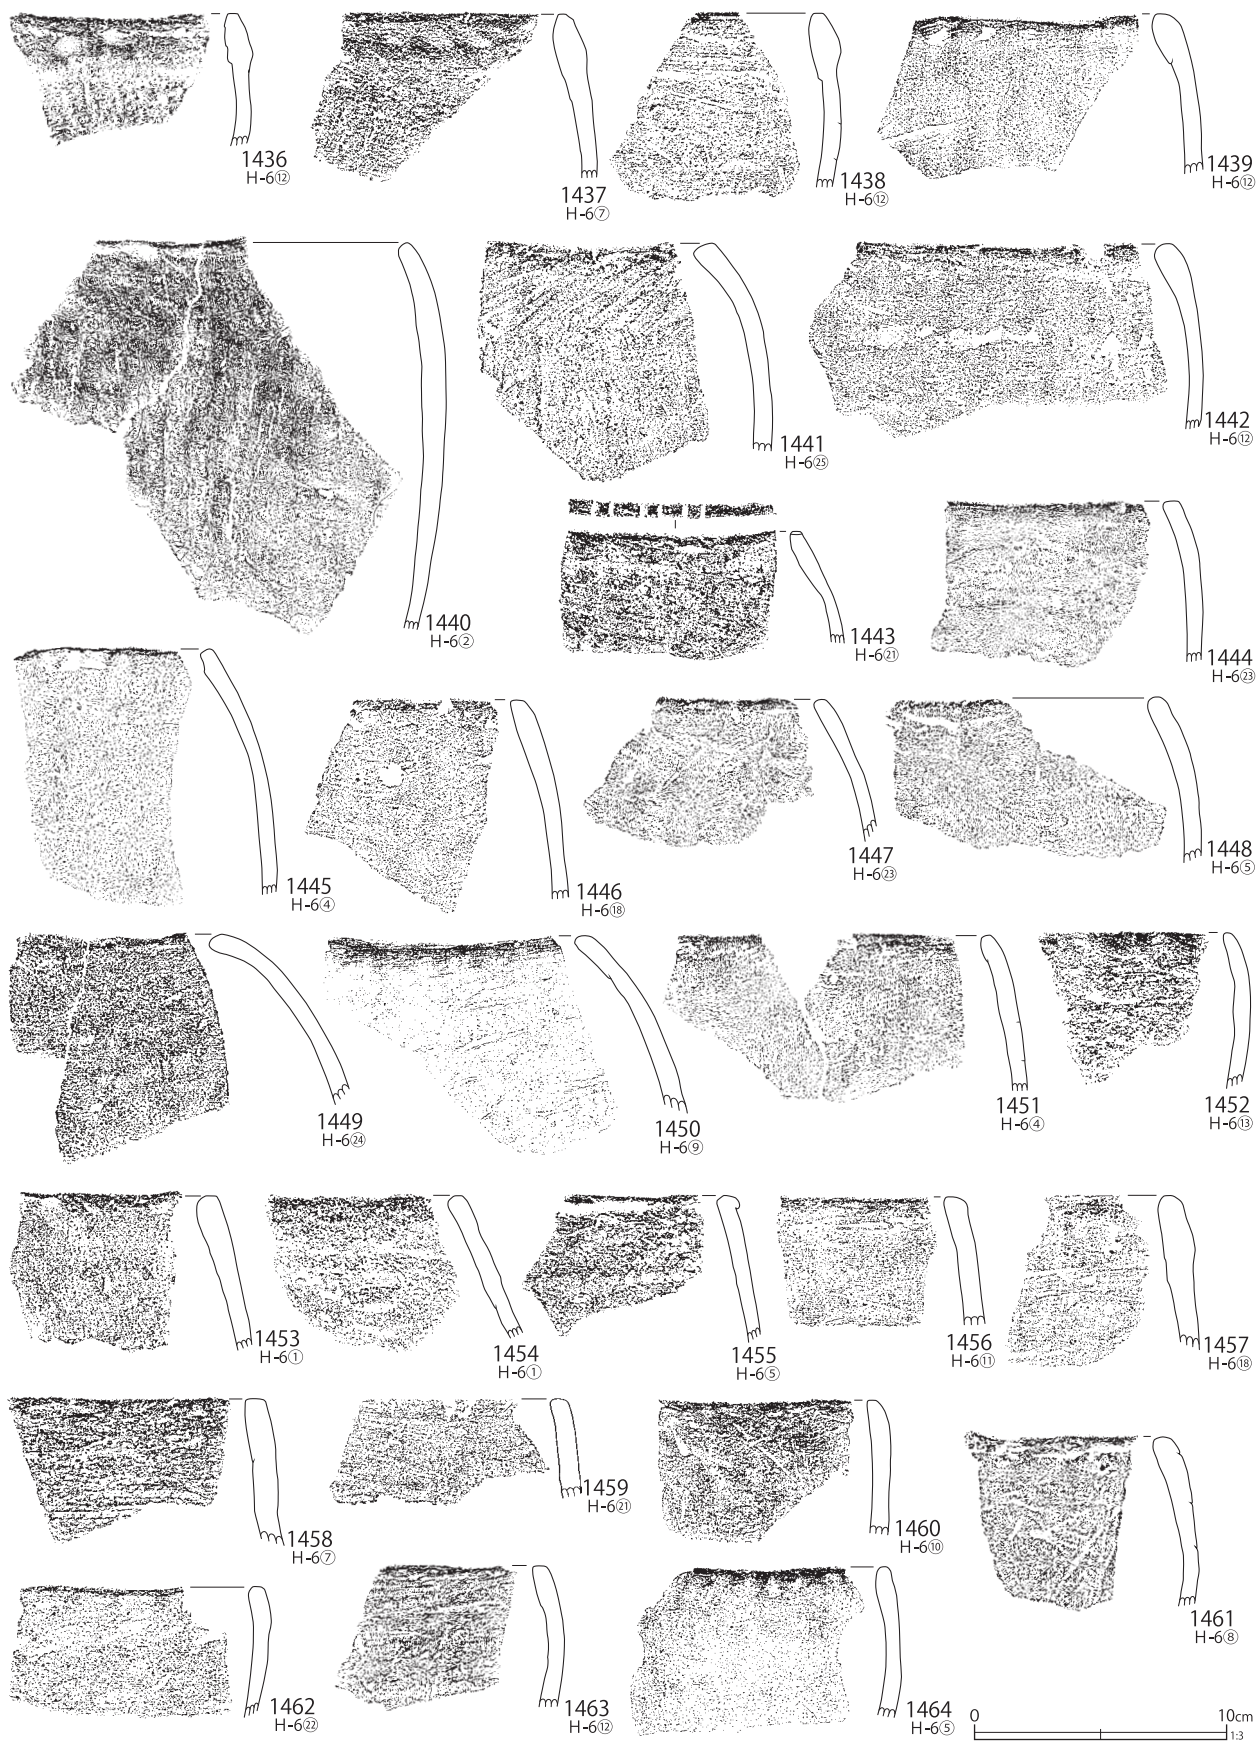 1436
H-6⑫
1437
H-6⑦
1438
H-6⑫
1439
H-6⑫
1440
H-6②
1441
H-6㉕
1442
H-6⑫
1443
H-6㉑
1444
H-6㉓
1445
H-6④
1446
H-6⑱
1447
H-6㉓
1448
H-6⑤
1449
H-6㉔
1450
H-6⑨
1451
H-6④
1452
H-6⑬
1453
H-6①
1454
H-6①
1455
H-6⑤
1456
H-6⑪
1457
H-6⑱
1458
H-6⑦
1459
H-6㉑
1460
H-6⑩
1461
H-6⑧
1462
H-6㉒
1463
H-6⑫
1464
H-6⑤
0 10cm
1:3